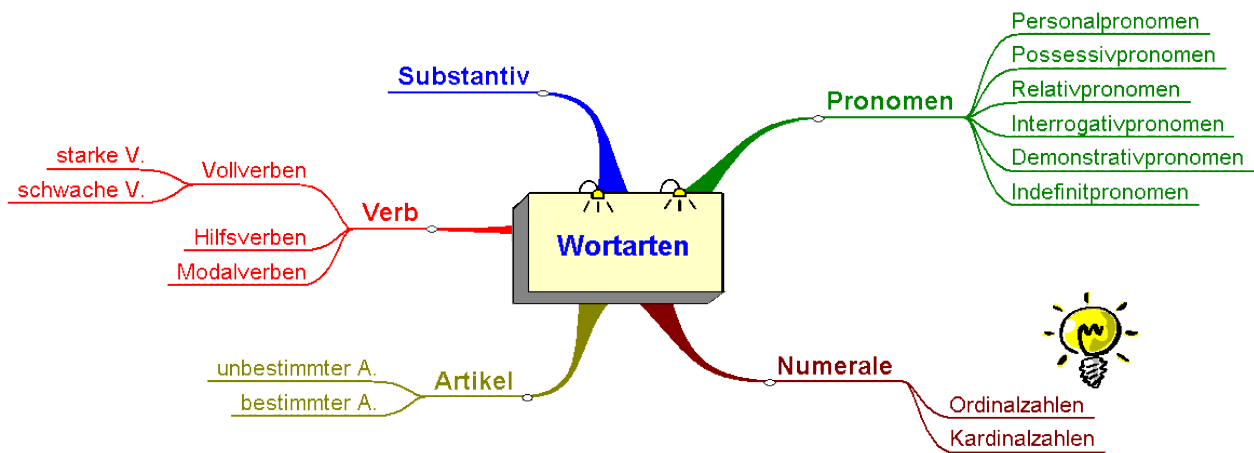 Wortarten
Substantiv
Pronomen
Personalpronomen
Possessivpronomen
Relativpronomen
Interrogativpronomen
Demonstrativpronomen
Indefinitpronomen
Verb
Vollverben
starke V.
schwache V.
Hilfsverben
Modalverben
Artikel
unbestimmter A.
bestimmter A.
Numerale
Ordinalzahlen
Kardinalzahlen